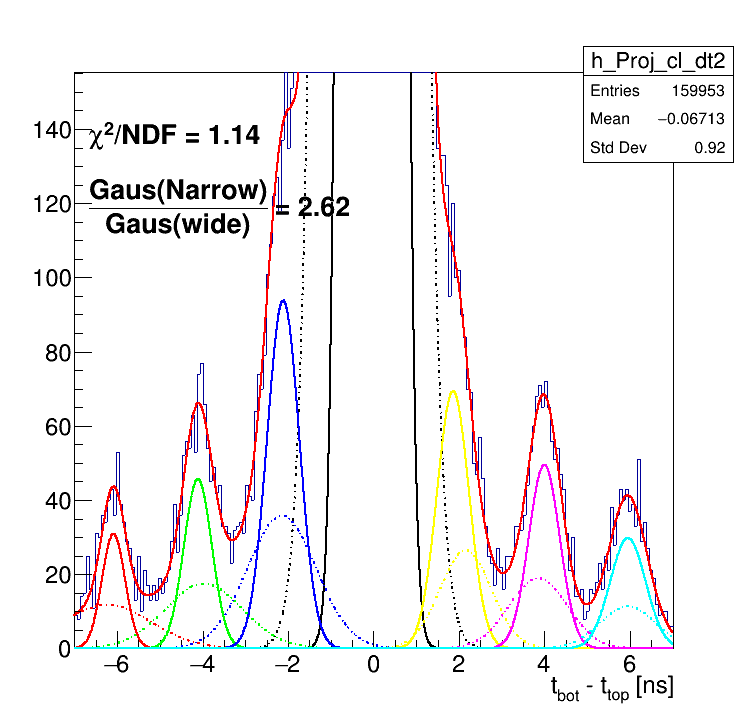 h_Proj_cl_dt2
Entries 159953
Mean −0.06713
Std Dev 0.92
χ²/NDF = 1.14
Gaus(Narrow)
Gaus(wide)
= 2.62
140
120
100
80
60
40
20
0
−6 −4 −2 0 2 4 6
t_bot - t_top [ns]